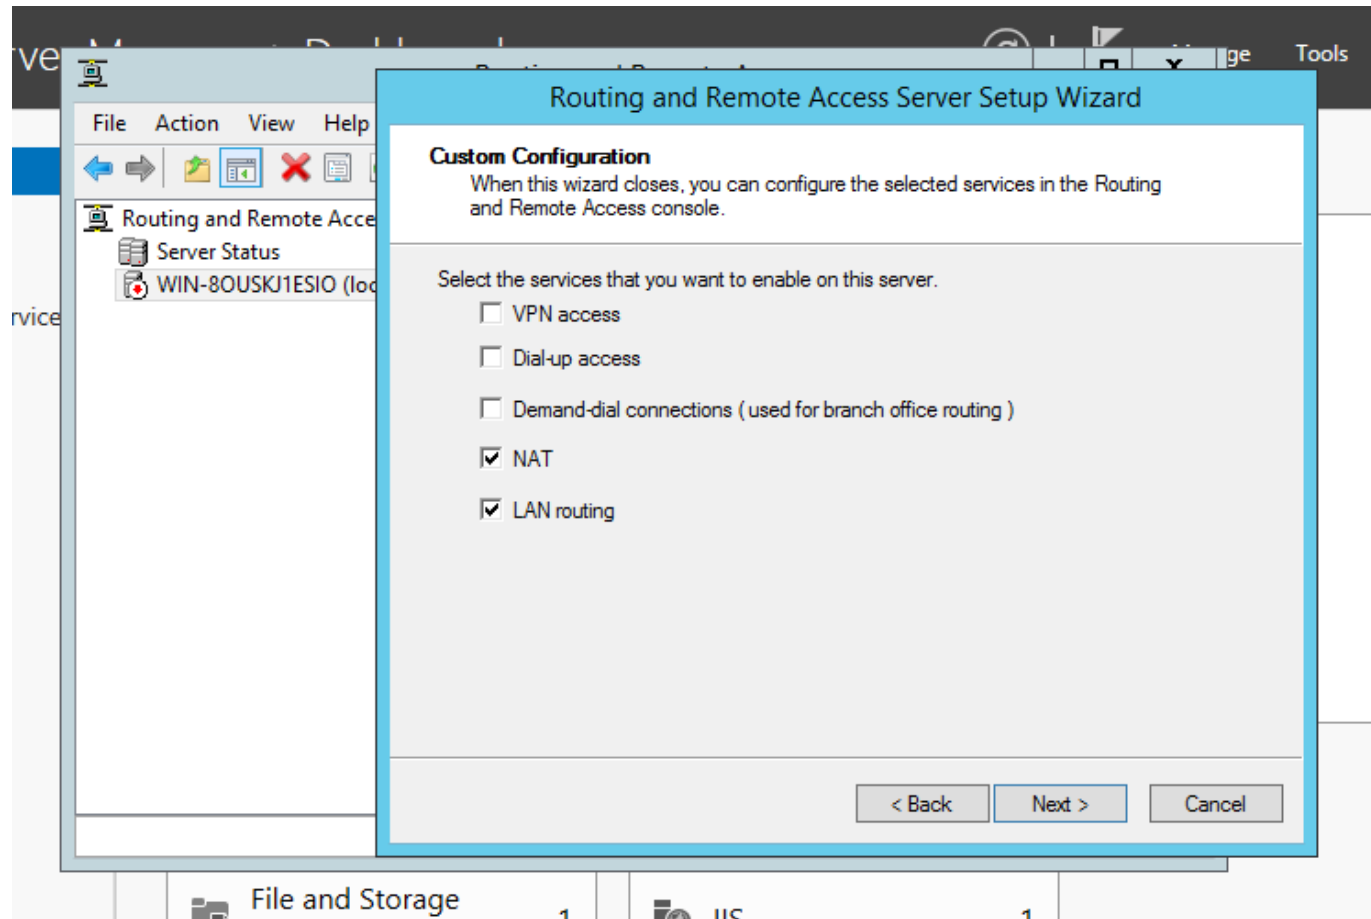 ge Tools
Routing and Remote Access Server Setup Wizard
File Action View Help
Custom Configuration
When this wizard closes, you can configure the selected services in the Routing
and Remote Access console.
Routing and Remote Acce
Server Status
WIN-8OUSKJ1ESIO (loc
rvice
Select the services that you want to enable on this server.
VPN access
Dial-up access
Demand-dial connections ( used for branch office routing )
NAT
LAN routing
< Back Next > Cancel
File and Storage
1
IIS 1